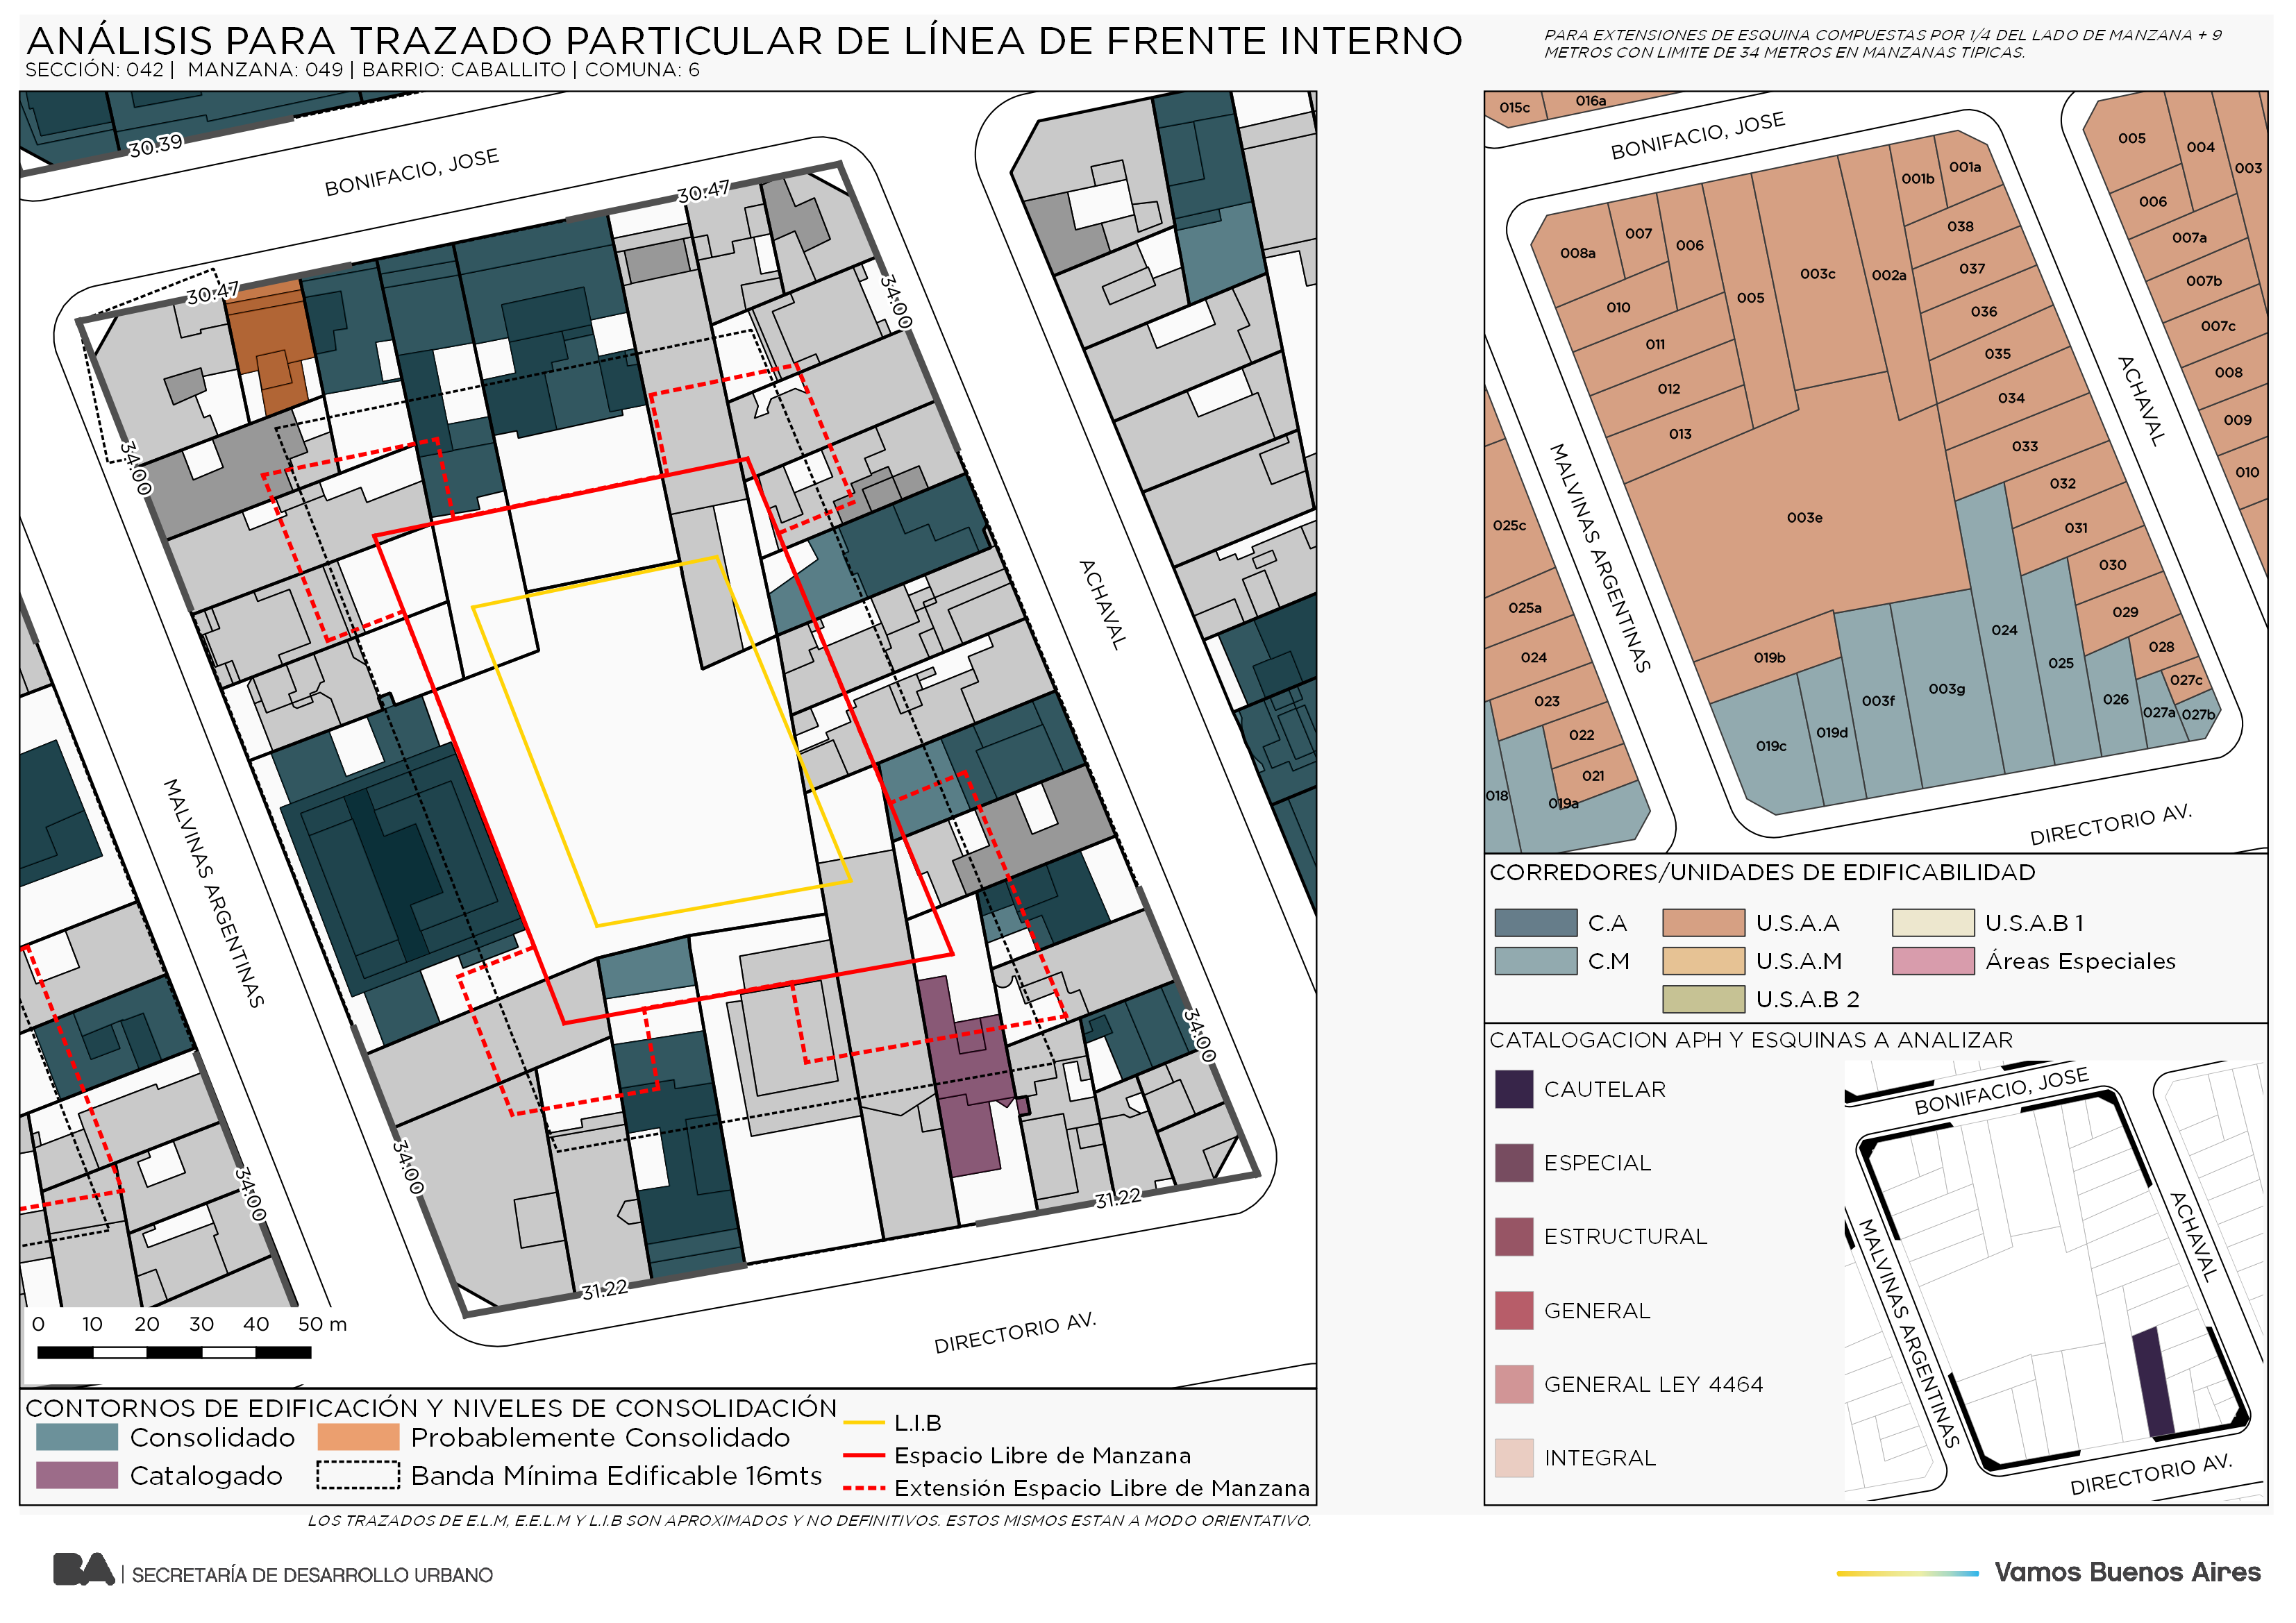 ANÁLISIS PARA TRAZADO PARTICULAR DE LÍNEA DE FRENTE INTERNO
SECCIÓN: 042 | MANZANA: 049 | BARRIO: CABALLITO | COMUNA: 6
PARA EXTENSIONES DE ESQUINA COMPUESTAS POR 1/4 DEL LADO DE MANZANA + 9
METROS CON LIMITE DE 34 METROS EN MANZANAS TIPICAS.
30.39
BONIFACIO, JOSE
30.47
30.47
34.00
34.00
ACHAVAL
MALVINAS ARGENTINAS
34.00
34.00
34.00
31.22
31.22
DIRECTORIO AV.
0 10 20 30 40 50 m
CONTORNOS DE EDIFICACIÓN Y NIVELES DE CONSOLIDACIÓN
Consolidado
Probablemente Consolidado
Catalogado
Banda Mínima Edificable 16mts
L.I.B
Espacio Libre de Manzana
Extensión Espacio Libre de Manzana
LOS TRAZADOS DE E.L.M, E.E.L.M Y L.I.B SON APROXIMADOS Y NO DEFINITIVOS. ESTOS MISMOS ESTAN A MODO ORIENTATIVO.
015c
016a
BONIFACIO, JOSE
005
004
003
001b
001a
006
008a
007
006
038
007a
003c
002a
037
007b
010
005
036
007c
011
035
008
012
034
009
013
033
010
ACHAVAL
032
003e
031
025c
MALVINAS ARGENTINAS
030
025a
029
024
024
028
019b
025
027c
023
003f
003g
026
027a
027b
022
019c
019d
021
018
019a
DIRECTORIO AV.
CORREDORES/UNIDADES DE EDIFICABILIDAD
C.A
U.S.A.A
U.S.A.B 1
C.M
U.S.A.M
Áreas Especiales
U.S.A.B 2
CATALOGACION APH Y ESQUINAS A ANALIZAR
CAUTELAR
ESPECIAL
ESTRUCTURAL
GENERAL
GENERAL LEY 4464
INTEGRAL
BONIFACIO, JOSE
ACHAVAL
MALVINAS ARGENTINAS
DIRECTORIO AV.
BA | SECRETARÍA DE DESARROLLO URBANO
Vamos Buenos Aires